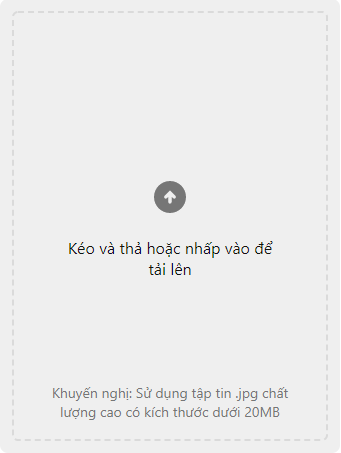 Kéo và thả hoặc nhấp vào để
tải lên
Khuyến nghị: Sử dụng tập tin .jpg chất
lượng cao có kích thước dưới 20MB